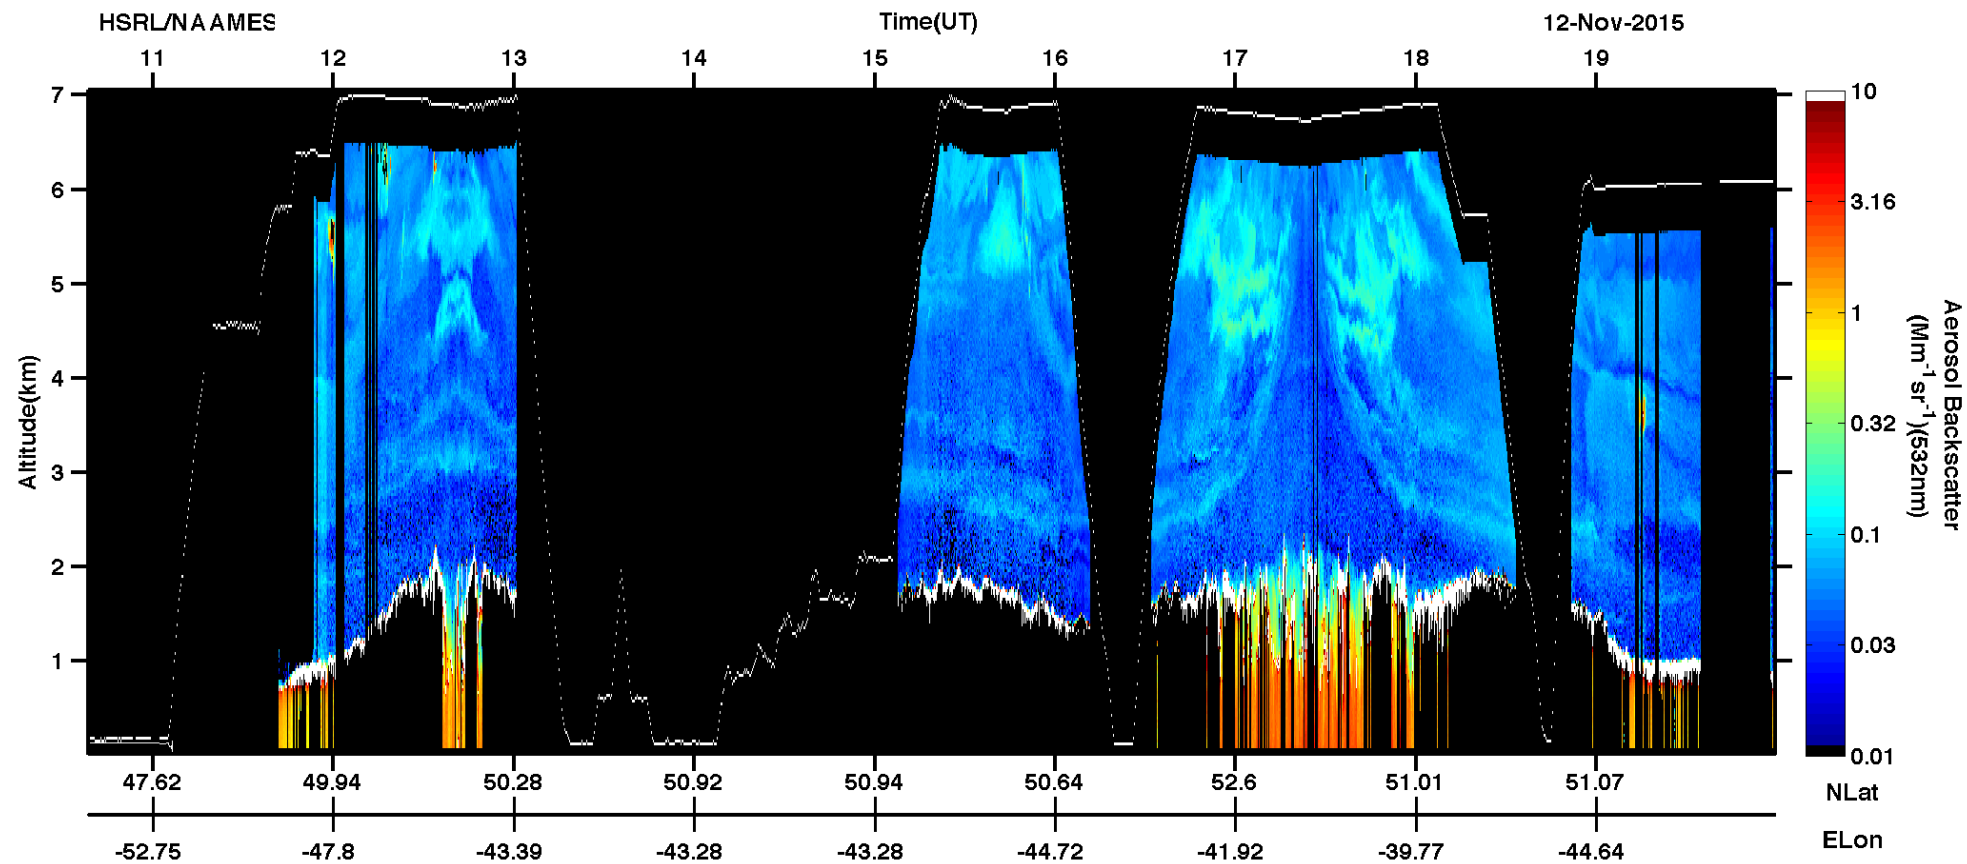 HSRL/NAAMES Time(UT) 12-Nov-2015
11 12 13 14 15 16 17 18 19
7
6
5
4
3
2
1
Altitude(km)
10
3.16
1
0.32
0.1
0.03
0.01
Aerosol Backscatter
(Mm-1sr-1)(532nm)
47.62 49.94 50.28 50.92 50.94 50.64 52.6 51.01 51.07 NLat
-52.75 -47.8 -43.39 -43.28 -43.28 -44.72 -41.92 -39.77 -44.64 ELon